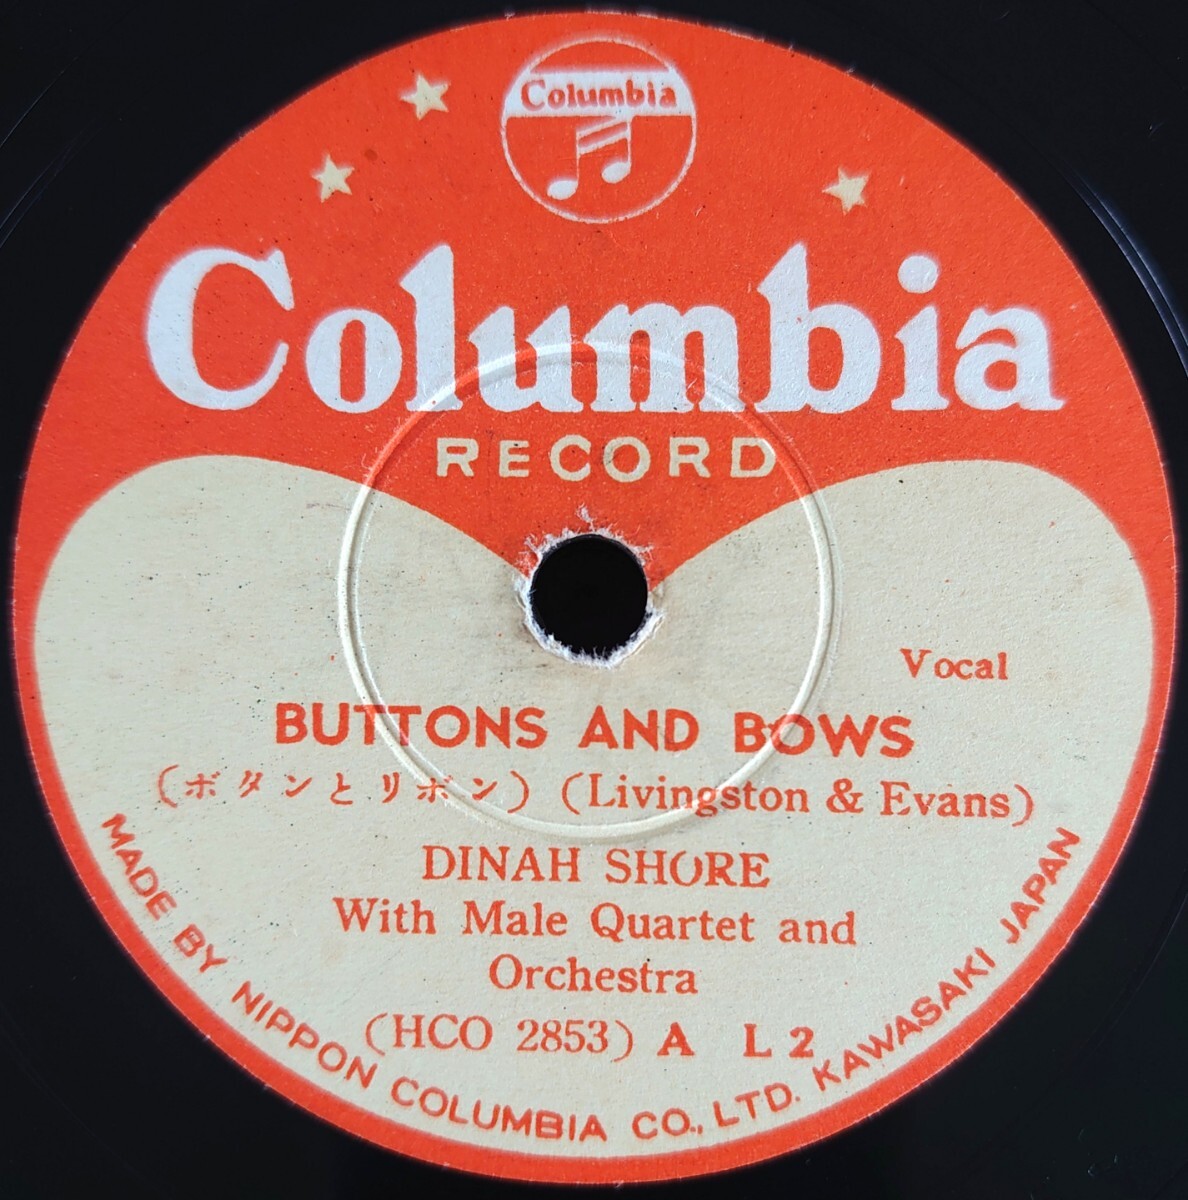 Columbia
Columbia
RECORD
Vocal
BUTTONS AND BOWS
(ボタンとリボン) (Livingston & Evans)
DINAH SHORE
With Male Quartet and
Orchestra
(HCO 2853) A L 2
MADE BY NIPPON COLUMBIA CO., LTD. KAWASAKI JAPAN